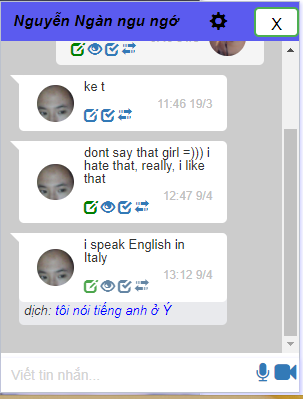 Nguyễn Ngàn ngu ngơ
X
ke t
11:46 19/3
dont say that girl =))) i
hate that, really, i like
that
12:47 9/4
i speak English in
Italy
13:12 9/4
dịch: tôi nói tiếng anh ở Ý
Viết tin nhắn...